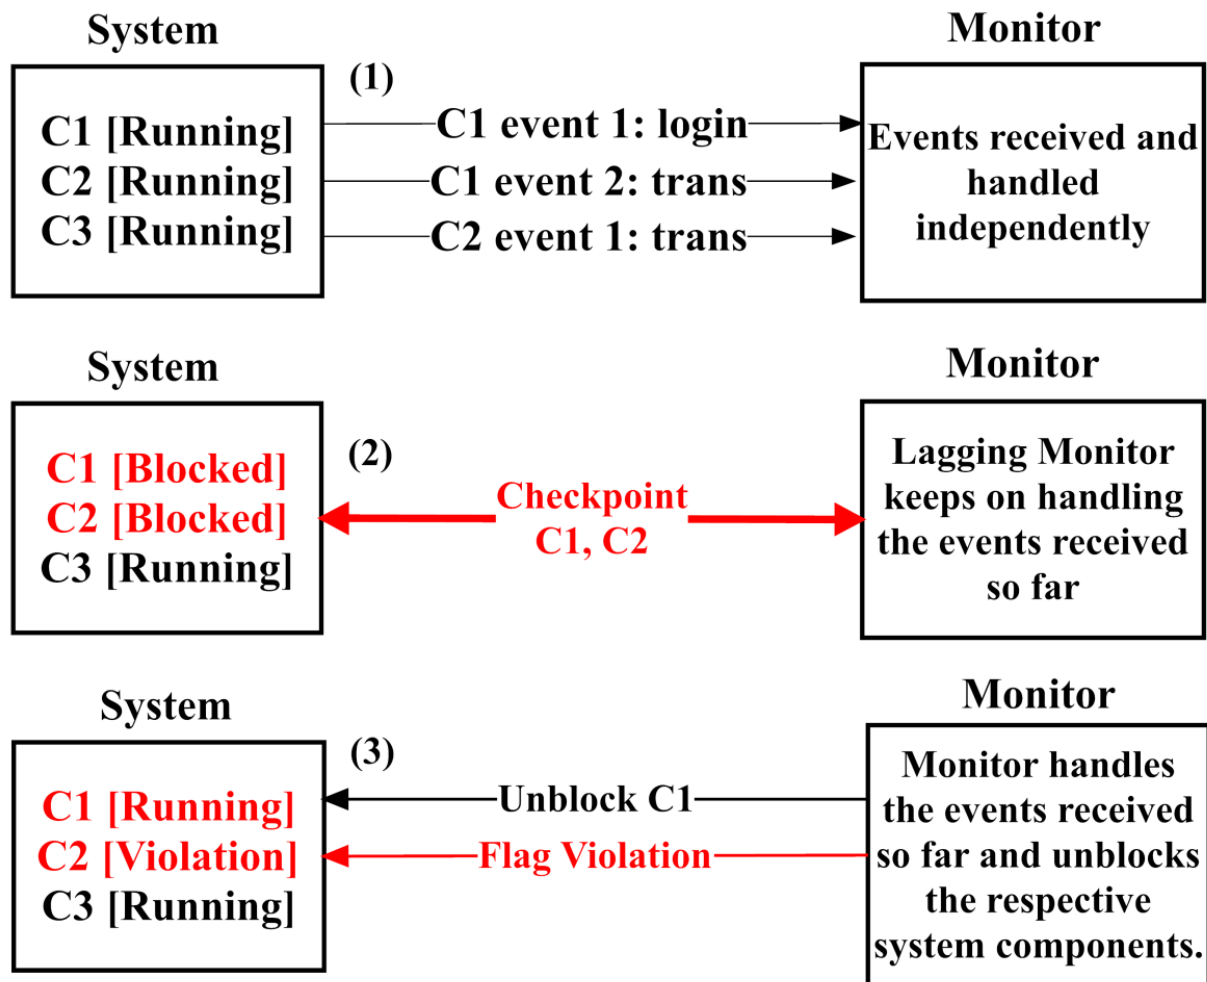 System
Monitor
(1)
C1 [Running]
C2 [Running]
C3 [Running]
C1 event 1: login
C1 event 2: trans
C2 event 1: trans
Events received and
handled
independently
System
Monitor
(2)
C1 [Blocked]
C2 [Blocked]
C3 [Running]
Checkpoint
C1, C2
Lagging Monitor
keeps on handling
the events received
so far
System
Monitor
(3)
C1 [Running]
C2 [Violation]
C3 [Running]
Unblock C1
Flag Violation
Monitor handles
the events received
so far and unblocks
the respective
system components.